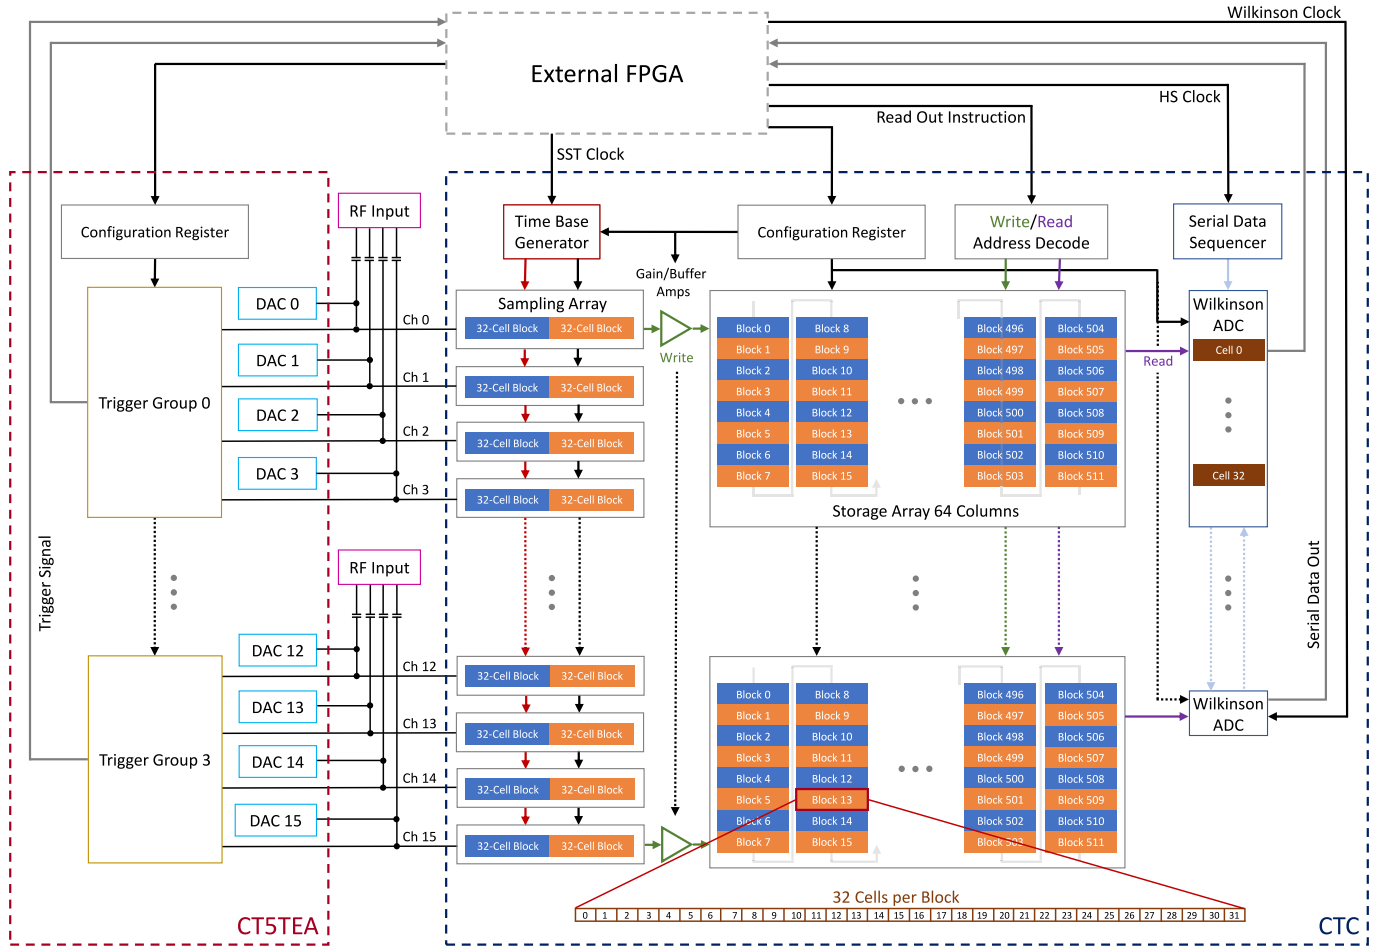 Wilkinson Clock
External FPGA
HS Clock
Read Out Instruction
SST Clock
Configuration Register
RF Input
Time Base
Generator
Configuration Register
Write/Read
Address Decode
Serial Data
Sequencer
Gain/Buffer
Amps
DAC 0
Ch 0
DAC 1
Ch 1
DAC 2
Ch 2
DAC 3
Ch 3
Trigger Group 0
Sampling Array
32-Cell Block 32-Cell Block
32-Cell Block 32-Cell Block
32-Cell Block 32-Cell Block
32-Cell Block 32-Cell Block
Write
Block 0 Block 8 Block 496 Block 504
Block 1 Block 9 Block 497 Block 505
Block 2 Block 10 Block 498 Block 506
Block 3 Block 11 Block 499 Block 507
Block 4 Block 12 Block 500 Block 508
Block 5 Block 13 Block 501 Block 509
Block 6 Block 14 Block 502 Block 510
Block 7 Block 15 Block 503 Block 511
Storage Array 64 Columns
Read
Wilkinson
ADC
Cell 0
Cell 32
Trigger Signal
Serial Data Out
RF Input
DAC 12
Ch 12
DAC 13
Ch 13
DAC 14
Ch 14
DAC 15
Ch 15
Trigger Group 3
32-Cell Block 32-Cell Block
32-Cell Block 32-Cell Block
32-Cell Block 32-Cell Block
32-Cell Block 32-Cell Block
Block 0 Block 8 Block 496 Block 504
Block 1 Block 9 Block 497 Block 505
Block 2 Block 10 Block 498 Block 506
Block 3 Block 11 Block 499 Block 507
Block 4 Block 12 Block 500 Block 508
Block 5 Block 13 Block 501 Block 509
Block 6 Block 14 Block 502 Block 510
Block 7 Block 15 Block 503 Block 511
Wilkinson
ADC
32 Cells per Block
0 1 2 3 4 5 6 7 8 9 10 11 12 13 14 15 16 17 18 19 20 21 22 23 24 25 26 27 28 29 30 31
CT5TEA
CTC